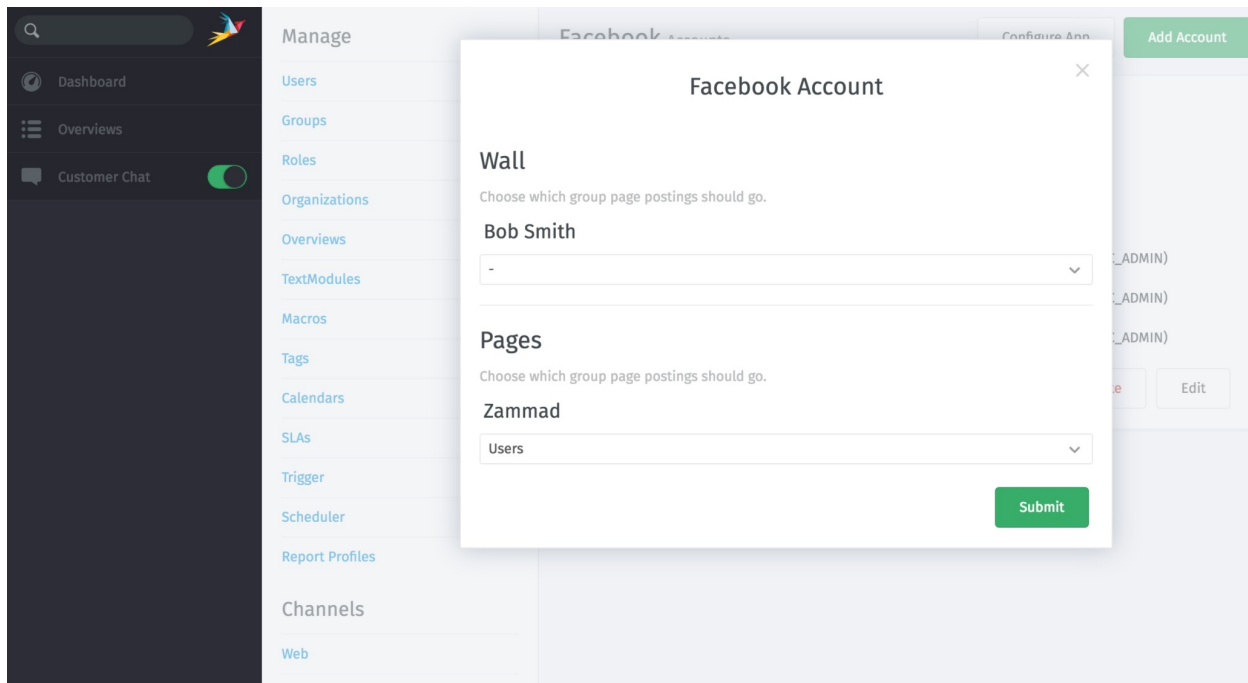 Dashboard
Overviews
Customer Chat
Manage
Users
Groups
Roles
Organizations
Overviews
TextModules
Macros
Tags
Calendars
SLAs
Trigger
Scheduler
Report Profiles
Channels
Web
Facebook Accounts
Configure App
Add Account
Facebook Account
Wall
Choose which group page postings should go.
Bob Smith
-
Pages
Choose which group page postings should go.
Zammad
Users
Submit
_ADMIN)
_ADMIN)
_ADMIN)
Edit